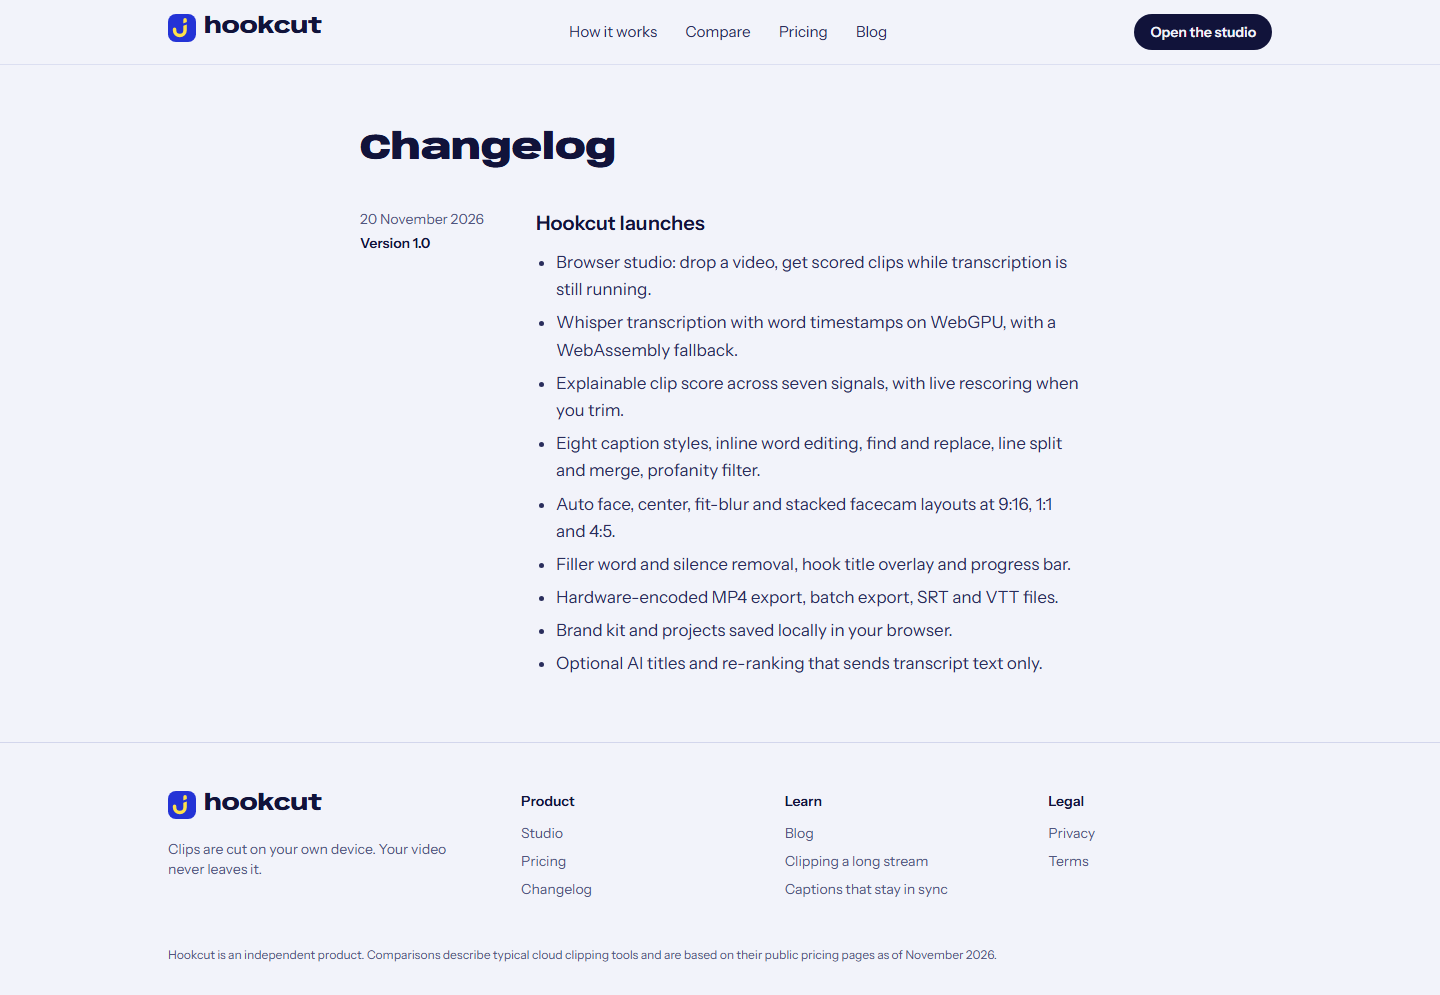 hookcut
How it works
Compare
Pricing
Blog
Open the studio
Changelog
20 November 2026
Version 1.0
Hookcut launches
Browser studio: drop a video, get scored clips while transcription is
still running.
Whisper transcription with word timestamps on WebGPU, with a
WebAssembly fallback.
Explainable clip score across seven signals, with live rescoring when
you trim.
Eight caption styles, inline word editing, find and replace, line split
and merge, profanity filter.
Auto face, center, fit-blur and stacked facecam layouts at 9:16, 1:1
and 4:5.
Filler word and silence removal, hook title overlay and progress bar.
Hardware-encoded MP4 export, batch export, SRT and VTT files.
Brand kit and projects saved locally in your browser.
Optional AI titles and re-ranking that sends transcript text only.
hookcut
Clips are cut on your own device. Your video
never leaves it.
Product
Studio
Pricing
Changelog
Learn
Blog
Clipping a long stream
Captions that stay in sync
Legal
Privacy
Terms
Hookcut is an independent product. Comparisons describe typical cloud clipping tools and are based on their public pricing pages as of November 2026.